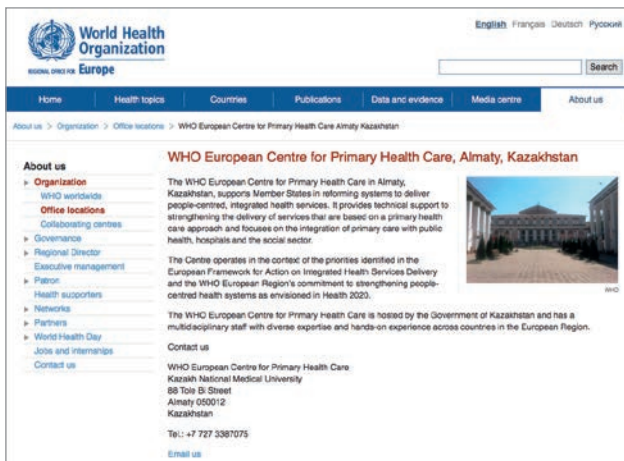 World Health
Organization
REGIONAL OFFICE FOR Europe
English Français Deutsch Русский
Search
Home Health topics Countries Publications Data and evidence Media centre About us
About us > Organization > Office locations > WHO European Centre for Primary Health Care Almaty Kazakhstan
About us
Organization
WHO worldwide
Office locations
Collaborating centres
Governance
Regional Director
Executive management
Patron
Health supporters
Networks
Partners
World Health Day
Jobs and internships
Contact us
WHO European Centre for Primary Health Care, Almaty, Kazakhstan
The WHO European Centre for Primary Health Care in Almaty,
Kazakhstan, supports Member States in reforming systems to deliver
people-centred, integrated health services. It provides technical support to
strengthening the delivery of services that are based on a primary health
care approach and focuses on the integration of primary care with public
health, hospitals and the social sector.
The Centre operates in the context of the priorities identified in the
European Framework for Action on Integrated Health Services Delivery
and the WHO European Region's commitment to strengthening people-
centred health systems as envisioned in Health 2020.
WHO
The WHO European Centre for Primary Health Care is hosted by the Government of Kazakhstan and has a
multidisciplinary staff with diverse expertise and hands-on experience across countries in the European Region.
Contact us
WHO European Centre for Primary Health Care
Kazakh National Medical University
88 Tole Bi Street
Almaty 050012
Kazakhstan
Tel.: +7 727 3387075
Email us